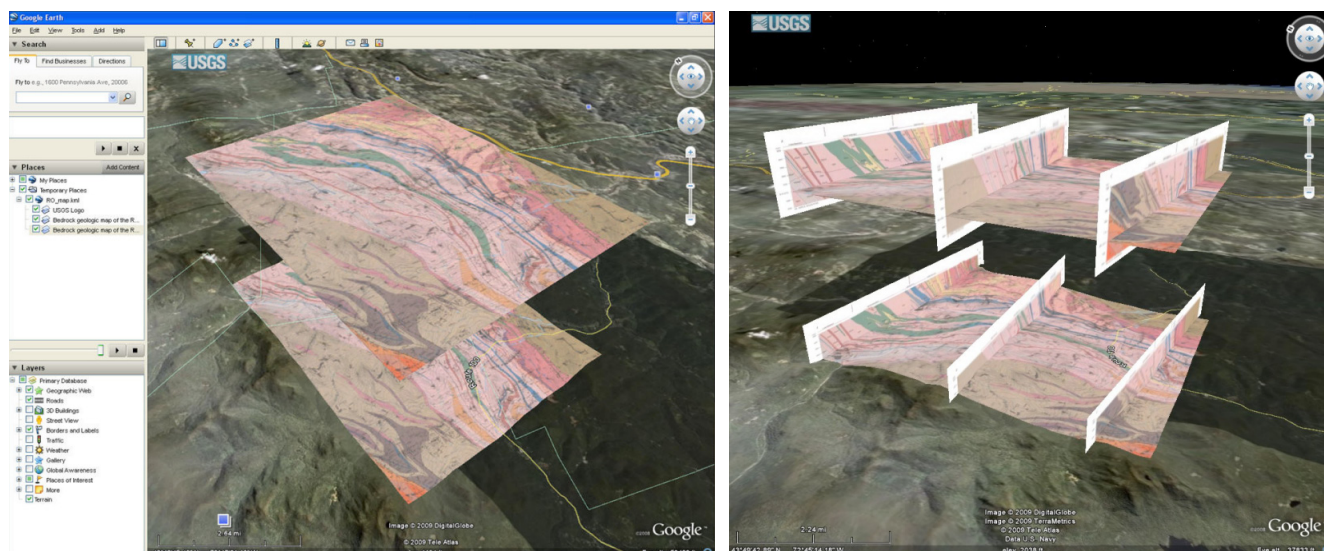 Google Earth
File Edit View Tools Add Help
Search
Fly To Find Businesses Directions
Fly to e.g., 1600 Pennsylvania Ave, 20006
Places Add Content
My Places
Temporary Places
RO_map.kml
USGS Logo
Bedrock geologic map of the R...
Bedrock geologic map of the R...
Layers
Primary Database
Geographic Web
Roads
3D Buildings
Street View
Borders and Labels
Traffic
Weather
Gallery
Global Awareness
Places of Interest
More
Terrain
USGS
Image © 2009 DigitalGlobe
© 2009 Tele Atlas
Google
USGS
2.24 mi
Image © 2009 DigitalGlobe
Image © 2009 TerraMetrics
© 2009 Tele Atlas
Data U.S. Navy
Google